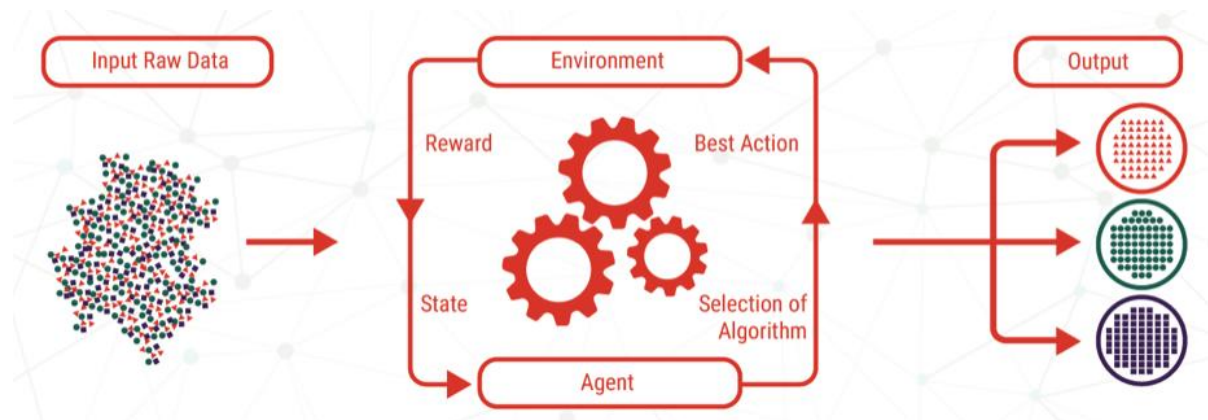 Input Raw Data
Environment
Output
Reward
Best Action
State
Selection of
Algorithm
Agent